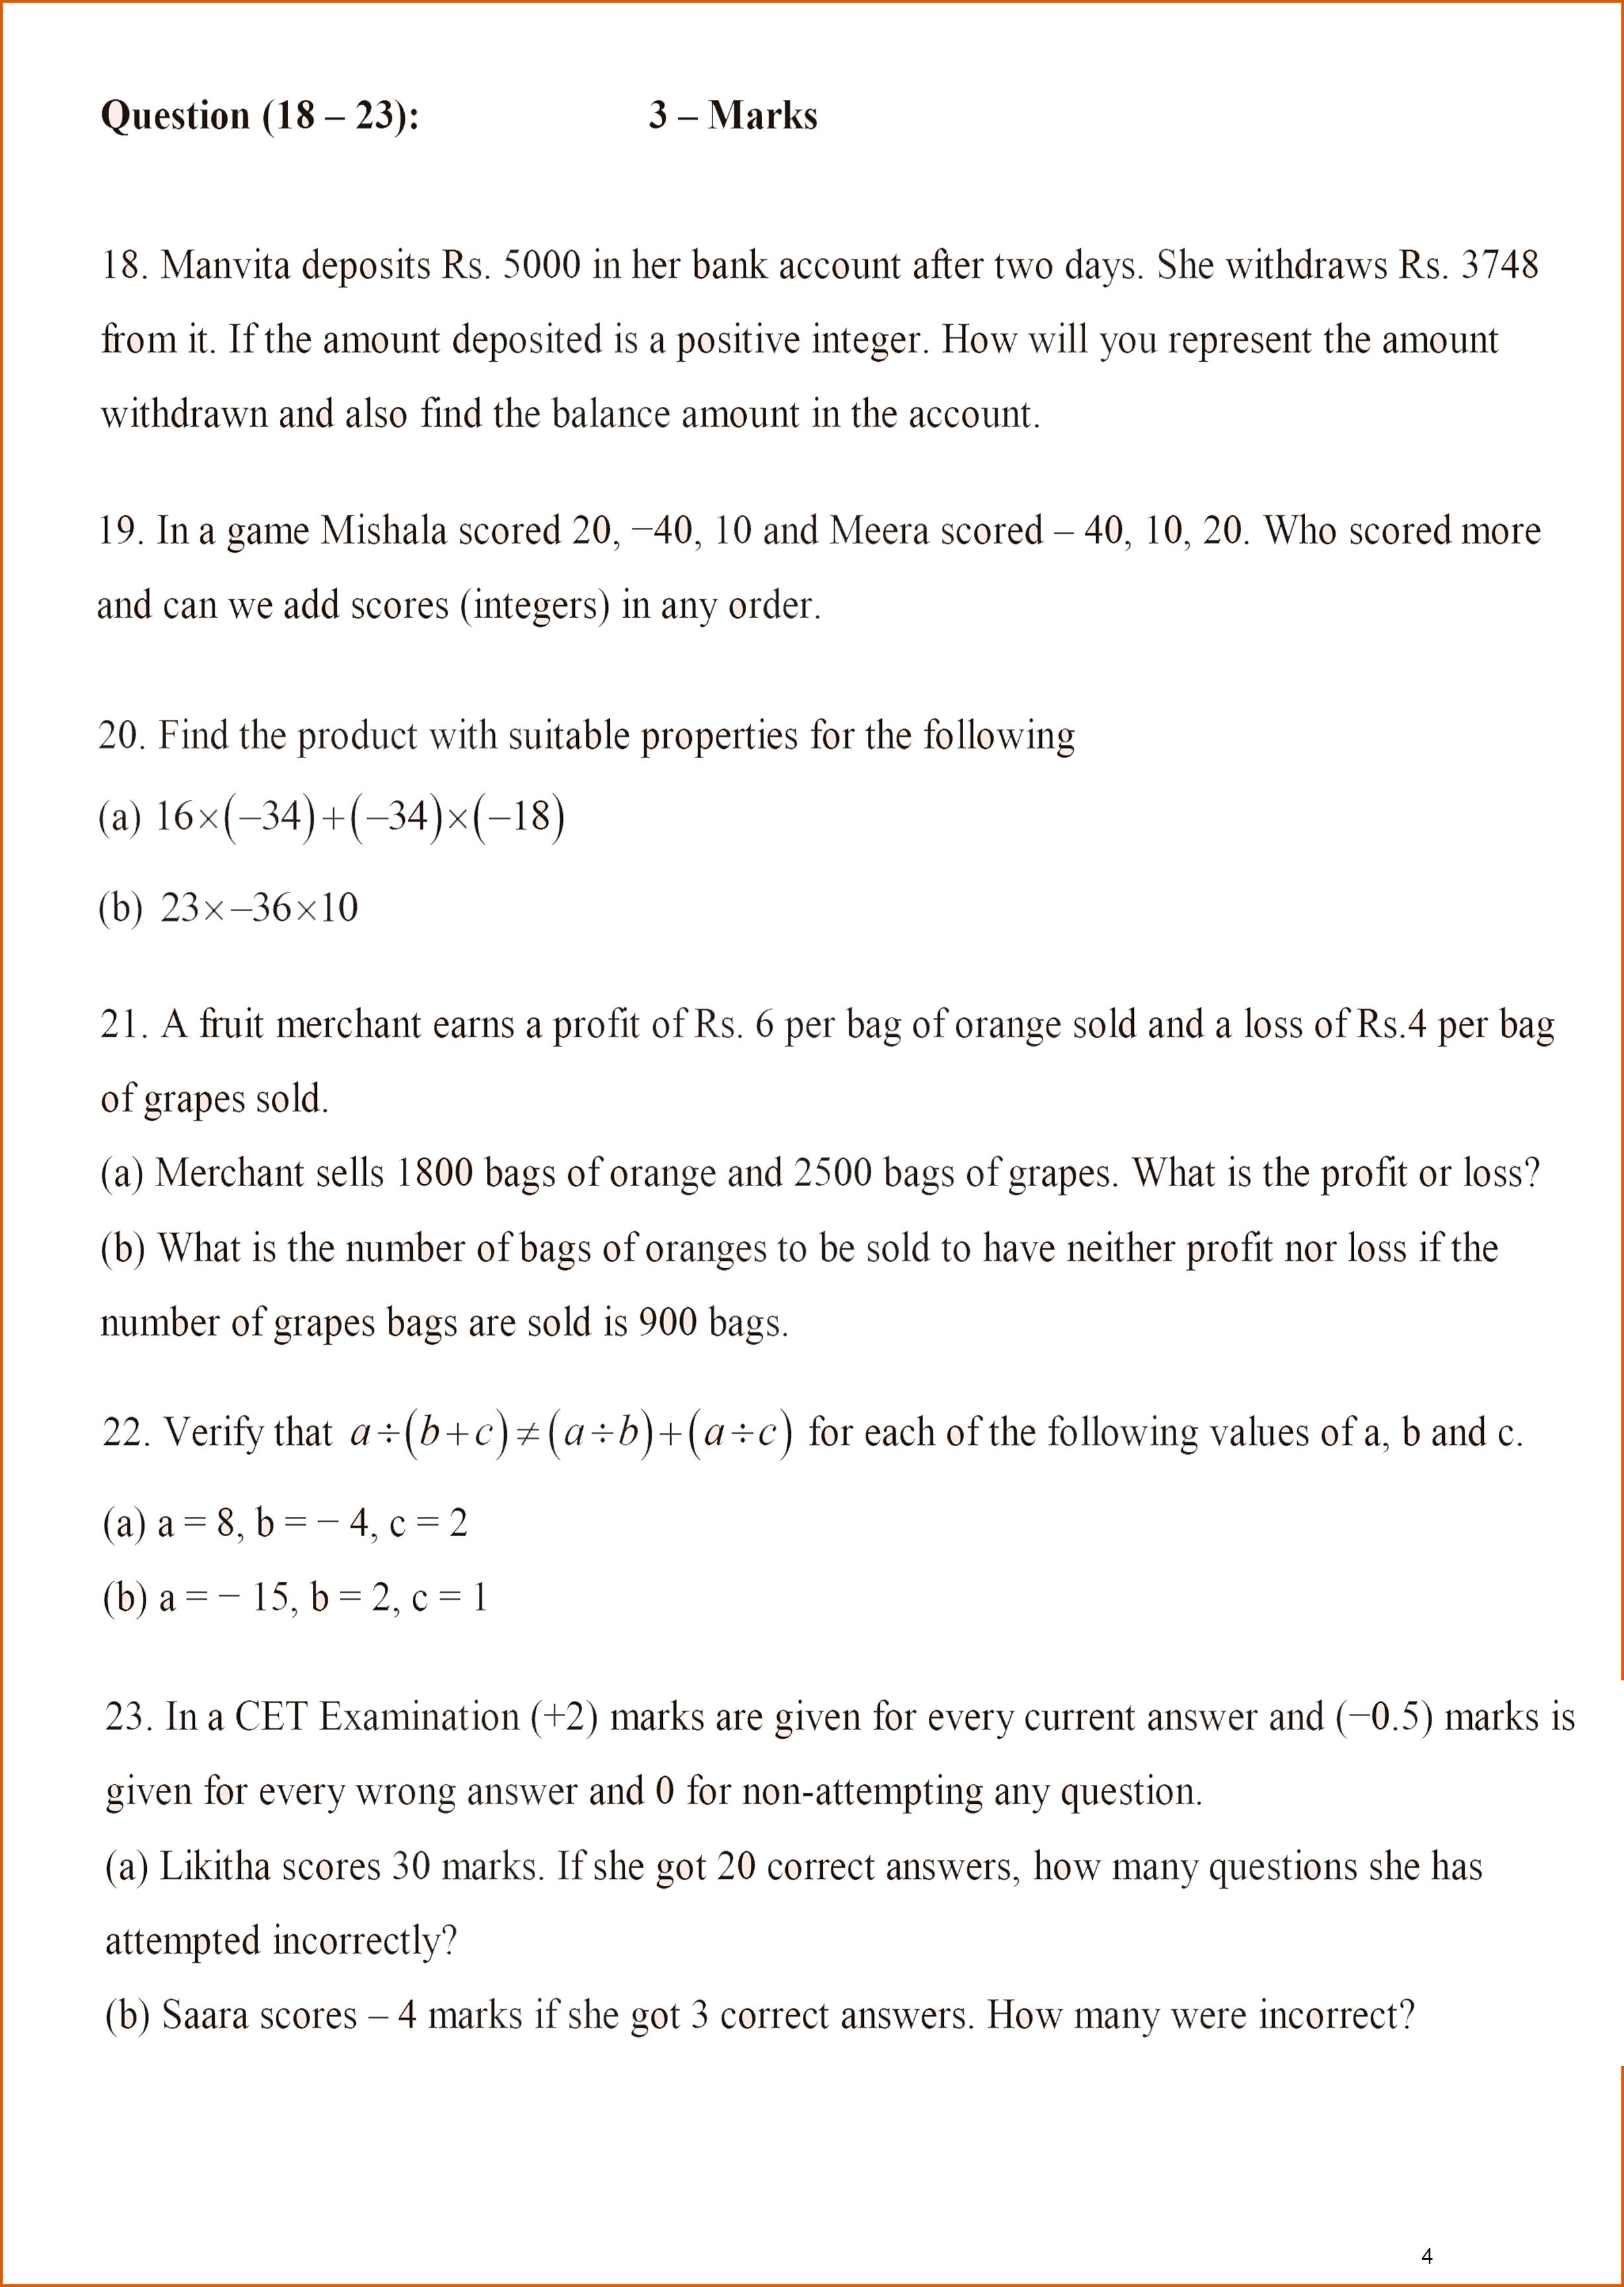 Question (18 – 23): 3 – Marks
18. Manvita deposits Rs. 5000 in her bank account after two days. She withdraws Rs. 3748
from it. If the amount deposited is a positive integer. How will you represent the amount
withdrawn and also find the balance amount in the account.
19. In a game Mishala scored 20, −40, 10 and Meera scored – 40, 10, 20. Who scored more
and can we add scores (integers) in any order.
20. Find the product with suitable properties for the following
(a) 16×(−34)+(−34)×(−18)
(b) 23×−36×10
21. A fruit merchant earns a profit of Rs. 6 per bag of orange sold and a loss of Rs.4 per bag
of grapes sold.
(a) Merchant sells 1800 bags of orange and 2500 bags of grapes. What is the profit or loss?
(b) What is the number of bags of oranges to be sold to have neither profit nor loss if the
number of grapes bags are sold is 900 bags.
22. Verify that a÷(b+c)≠(a÷b)+(a÷c) for each of the following values of a, b and c.
(a) a = 8, b = − 4, c = 2
(b) a = − 15, b = 2, c = 1
23. In a CET Examination (+2) marks are given for every current answer and (−0.5) marks is
given for every wrong answer and 0 for non-attempting any question.
(a) Likitha scores 30 marks. If she got 20 correct answers, how many questions she has
attempted incorrectly?
(b) Saara scores – 4 marks if she got 3 correct answers. How many were incorrect?
4